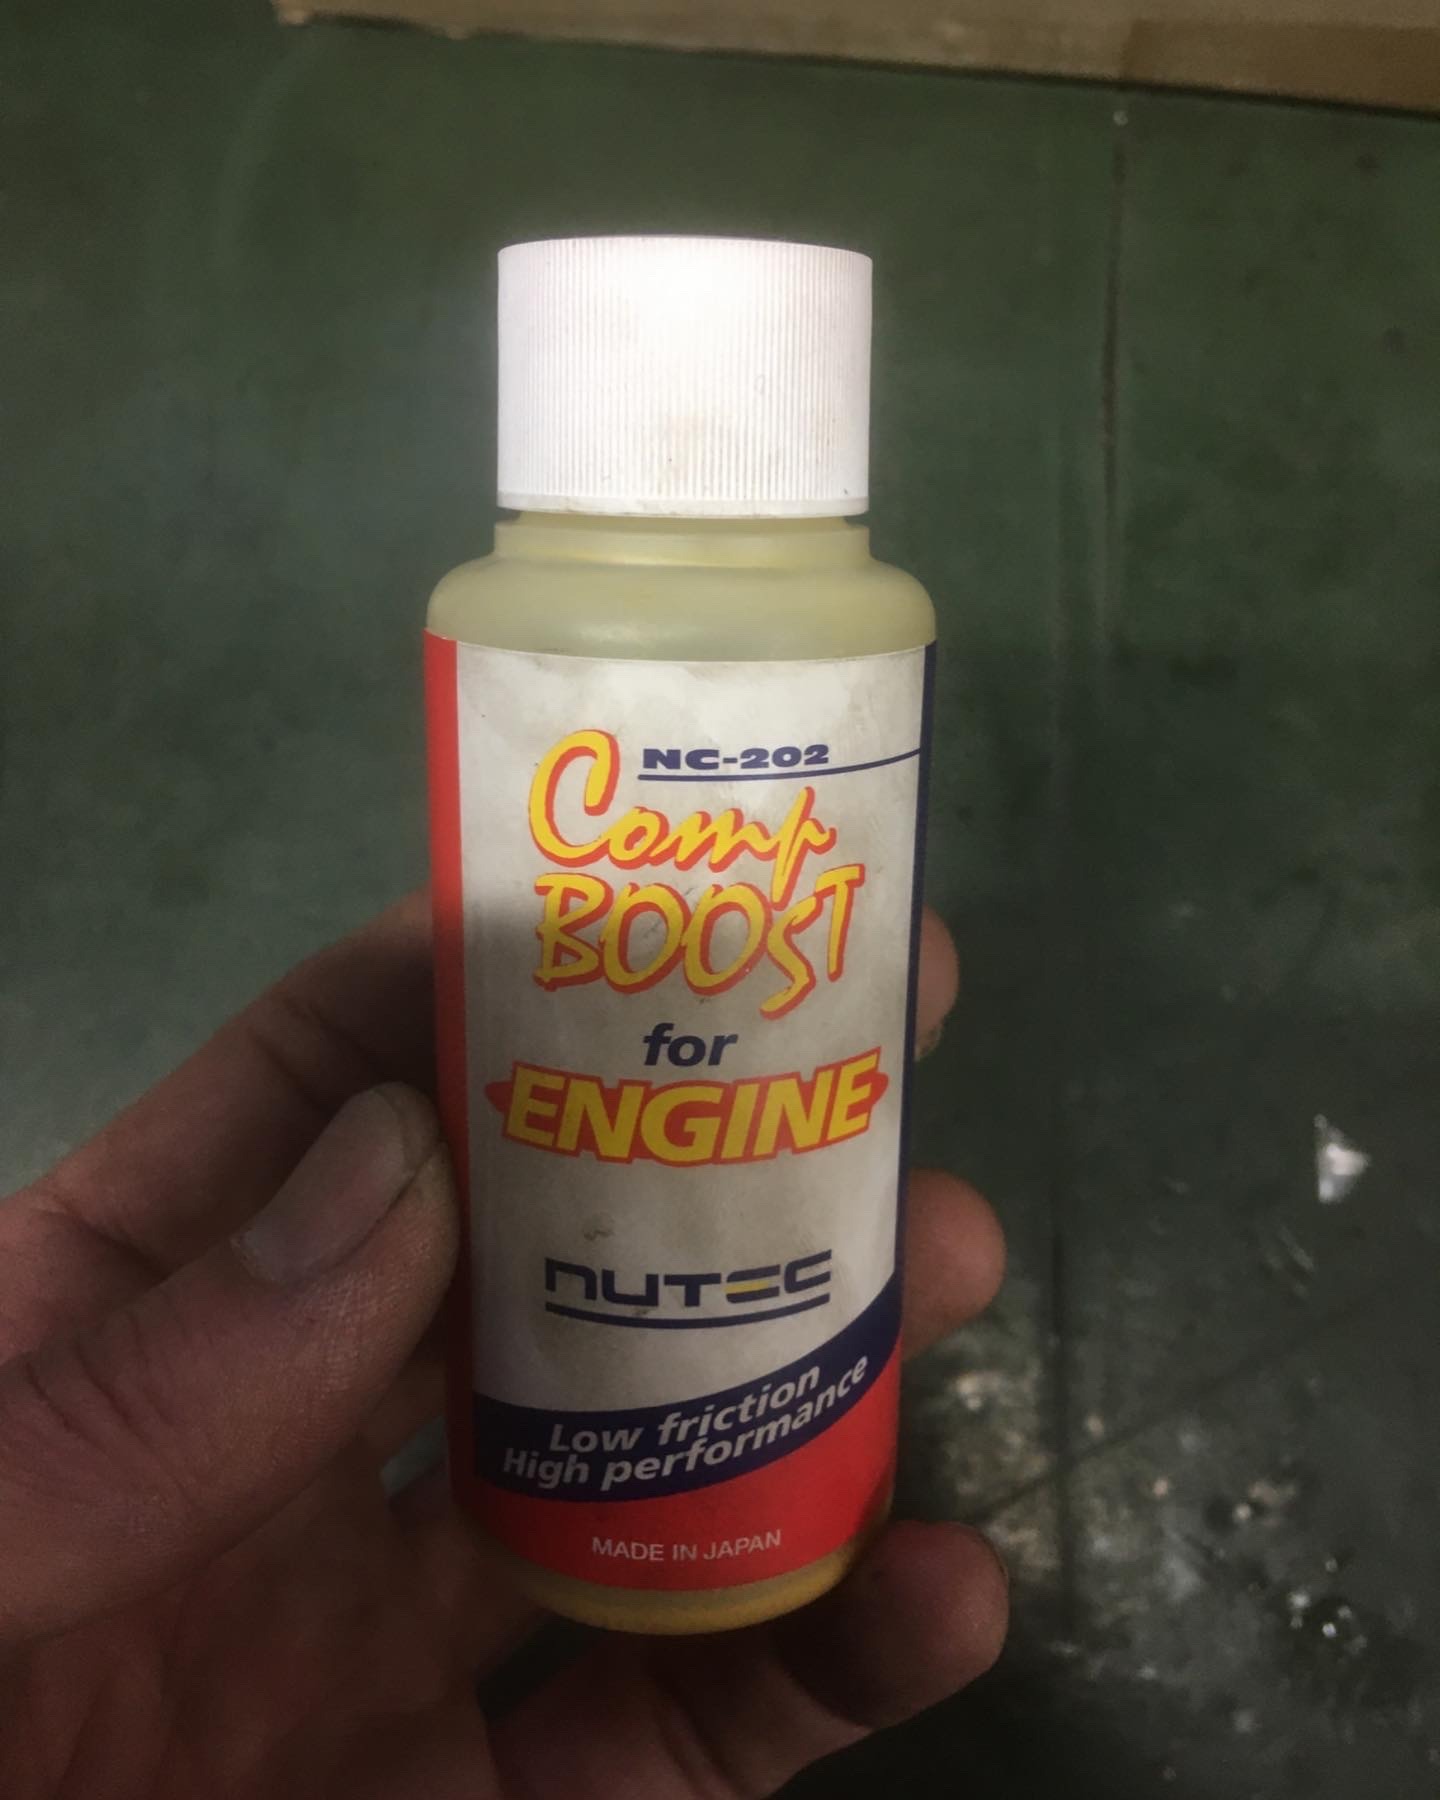 NC-202
Comp
BOOST
for
ENGINE
NUTEC
Low friction
High performance
MADE IN JAPAN